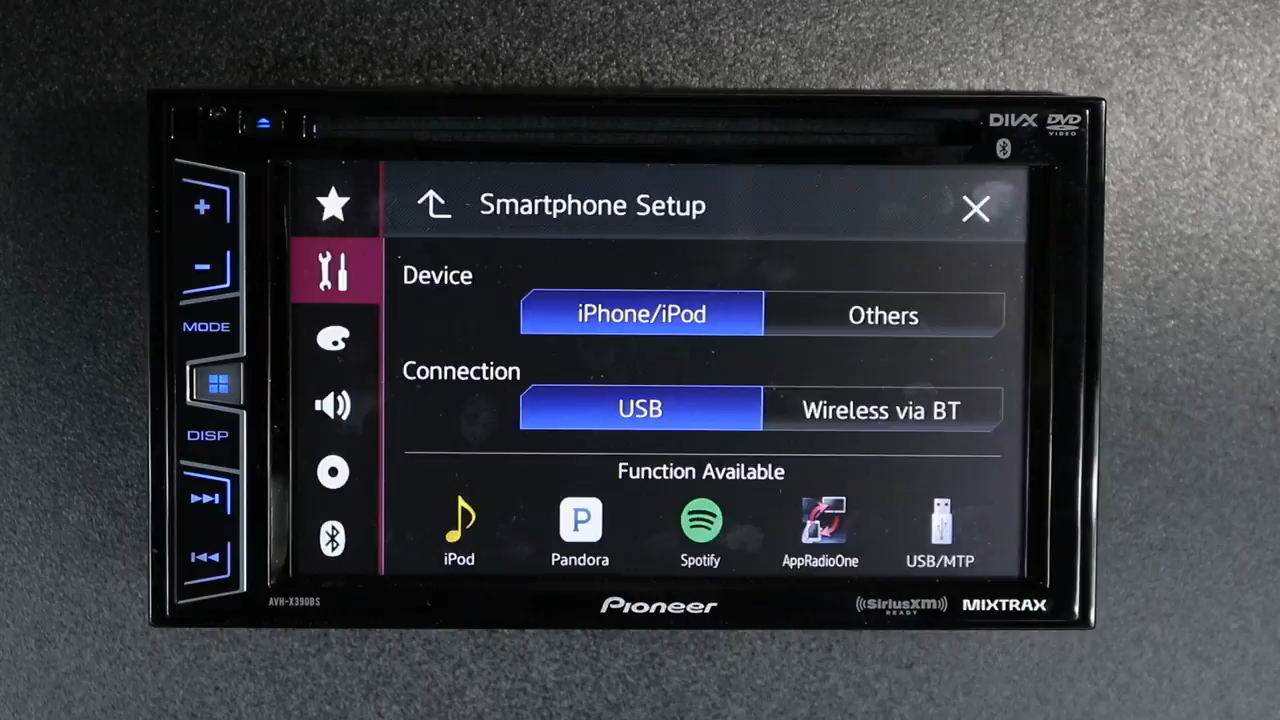 DIVX DVD
VIDEO
Smartphone Setup
Device
iPhone/iPod Others
MODE
Connection
USB Wireless via BT
DISP
Function Available
P
iPod Pandora Spotify AppRadioOne USB/MTP
AVH-X390BS
Pioneer
((SiriusXM))
READY
MIXTRAX